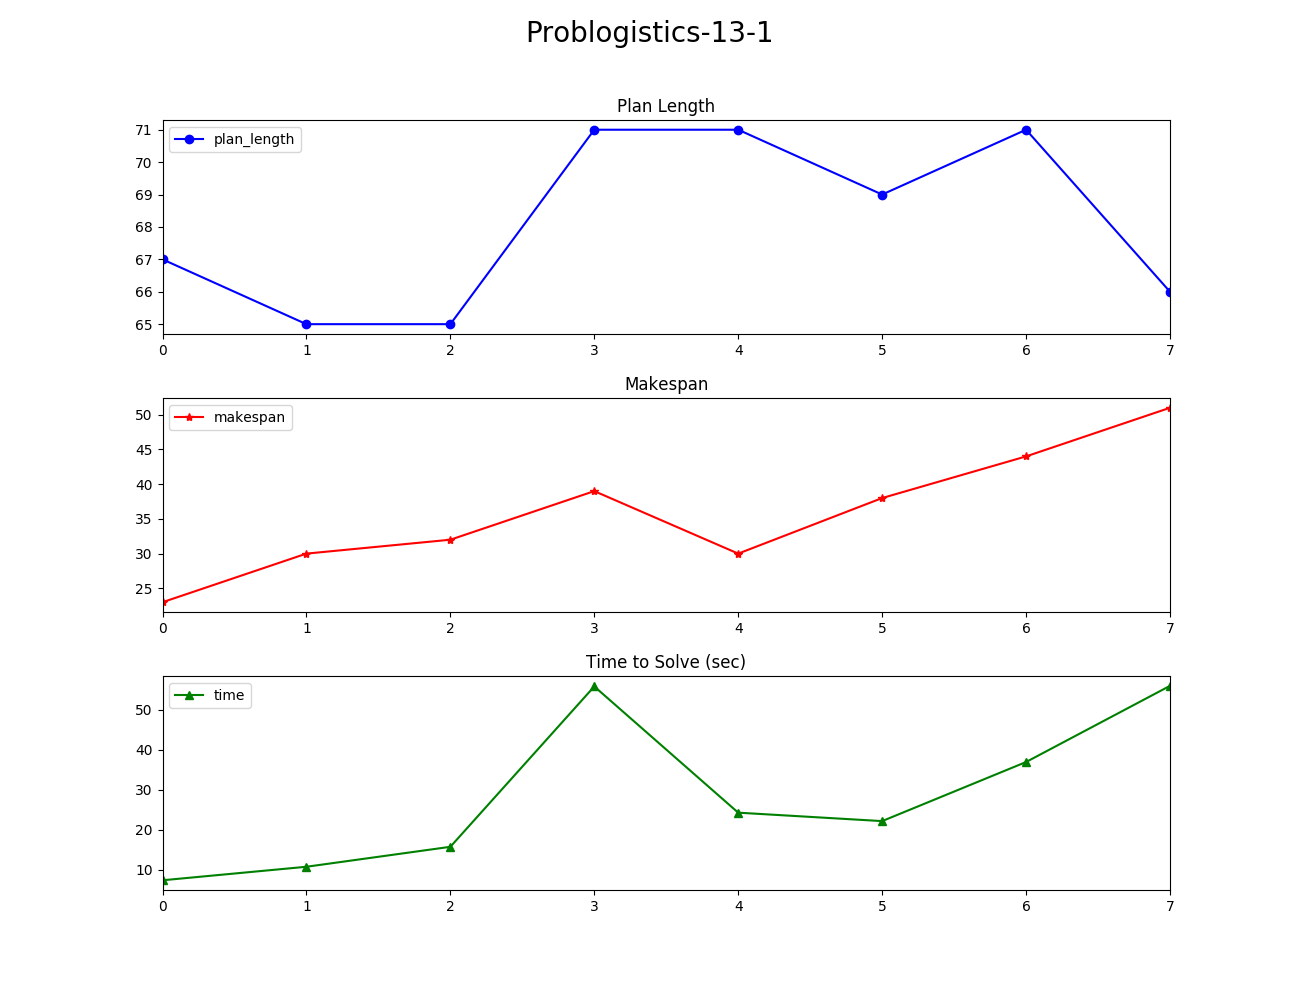 Problogistics-13-1
Plan Length
plan_length
71
70
69
68
67
66
65
0 1 2 3 4 5 6 7
Makespan
makespan
50
45
40
35
30
25
0 1 2 3 4 5 6 7
Time to Solve (sec)
time
50
40
30
20
10
0 1 2 3 4 5 6 7